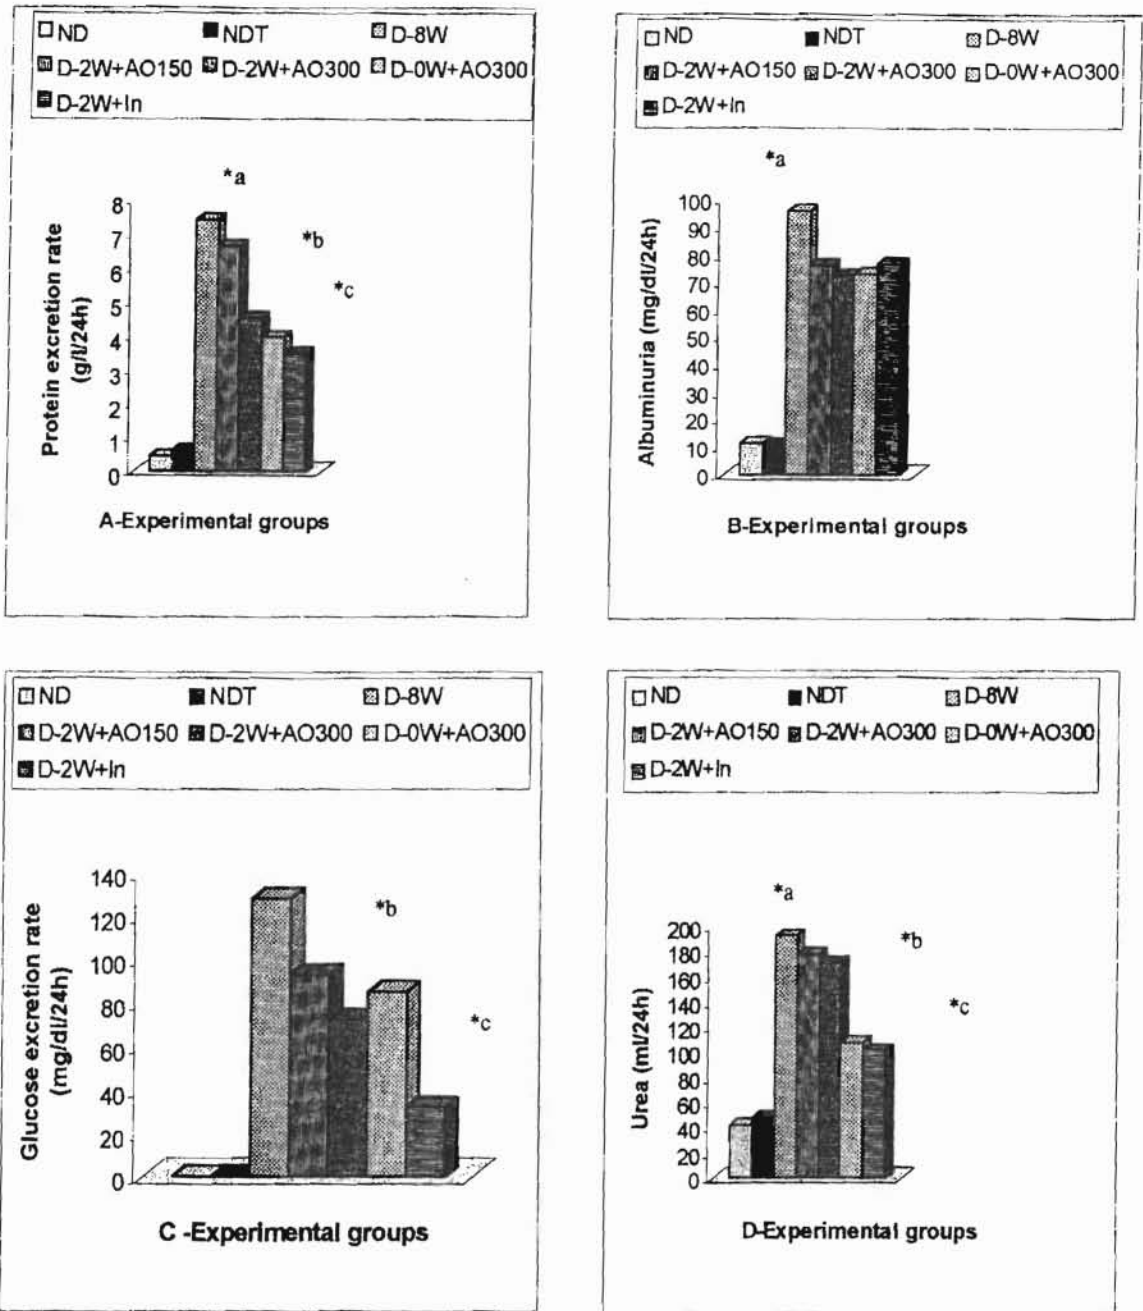 ND NDT D-8W
D-2W+AO150 D-2W+AO300 D-0W+AO300
D-2W+In
*a
*b
*c
8
7
6
5
4
3
2
1
0
Protein excretion rate
(g/l/24h)
A-Experimental groups
ND NDT D-8W
D-2W+AO150 D-2W+AO300 D-0W+AO300
D-2W+In
*a
100
90
80
70
60
50
40
30
20
10
0
Albuminuria (mg/dl/24h)
B-Experimental groups
ND NDT D-8W
D-2W+AO150 D-2W+AO300 D-0W+AO300
D-2W+In
140
120
100
80
60
40
20
0
*b
*c
Glucose excretion rate
(mg/dl/24h)
C -Experimental groups
ND NDT D-8W
D-2W+AO150 D-2W+AO300 D-0W+AO300
D-2W+In
*a
*b
*c
200
180
160
140
120
100
80
60
40
20
0
Urea (ml/24h)
D-Experimental groups